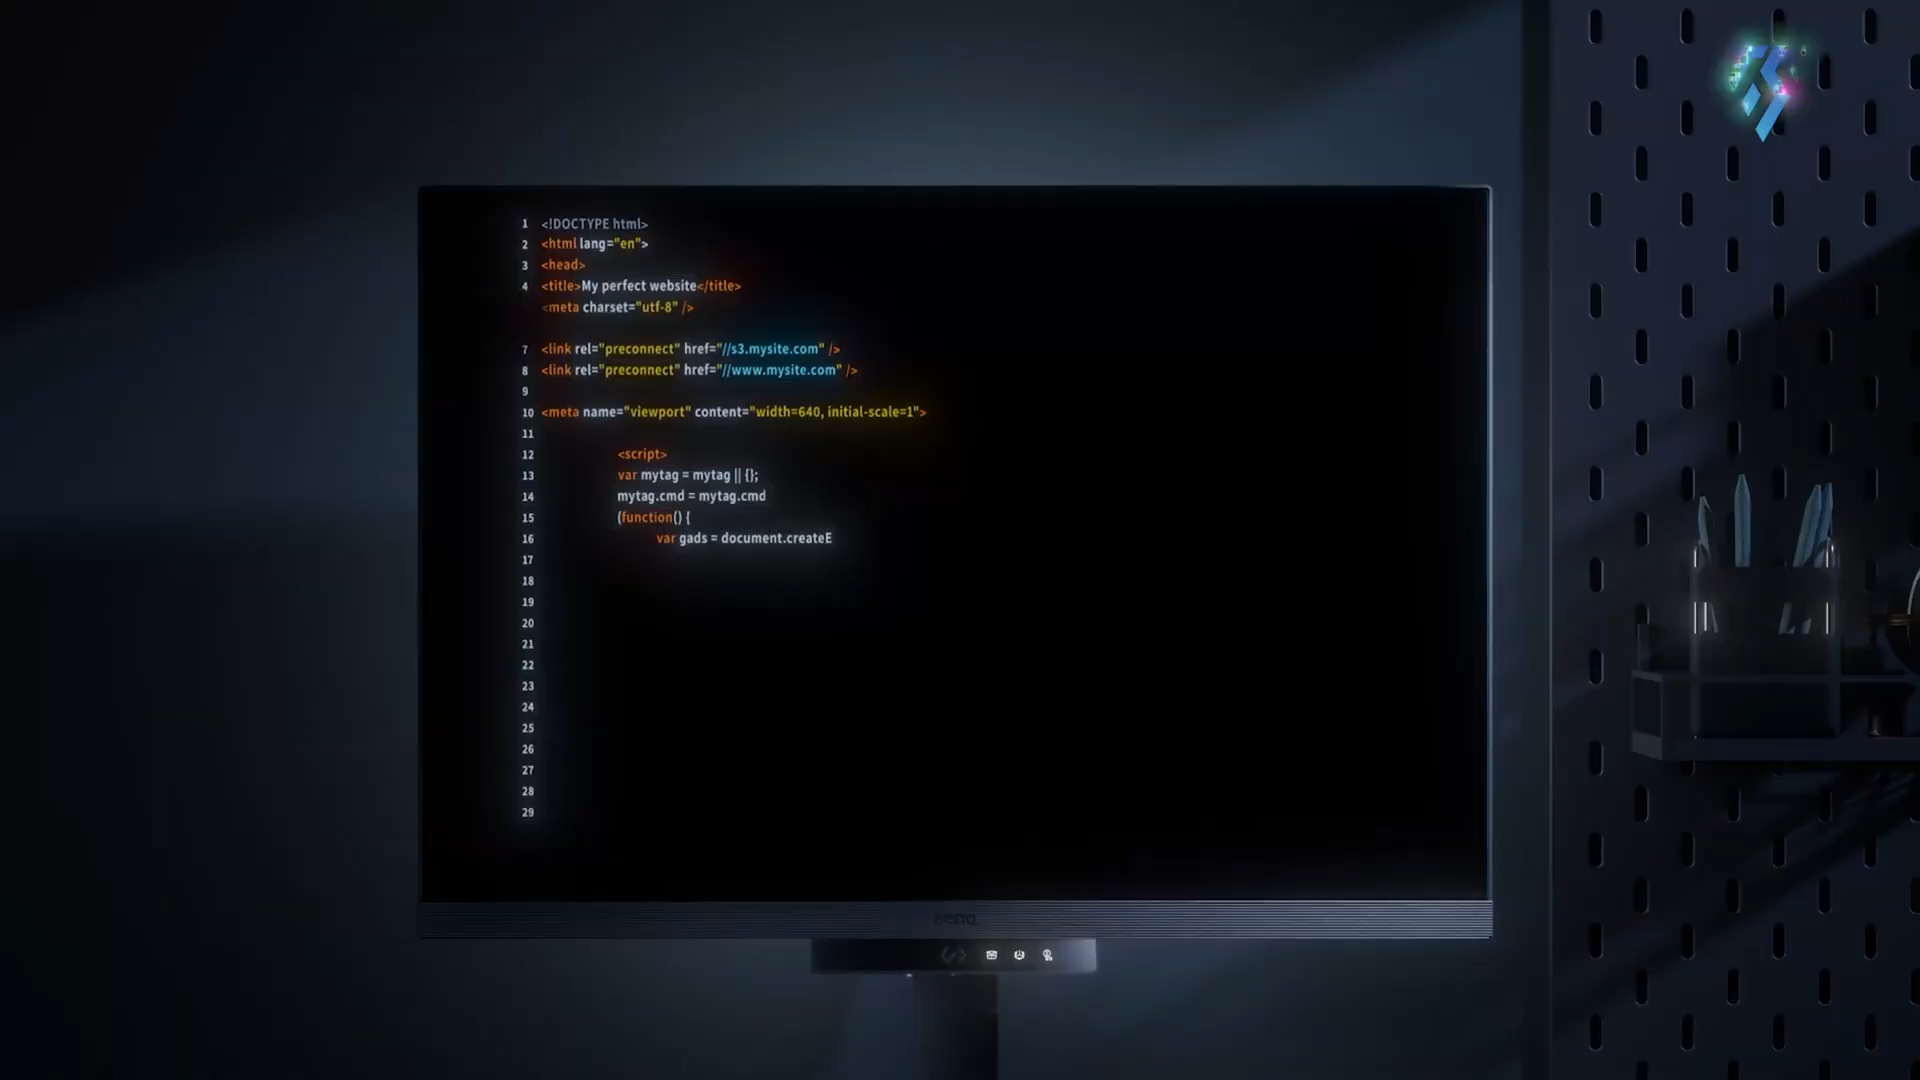 1 <!DOCTYPE html>
2 <html lang="en">
3 <head>
4 <title>My perfect website</title>
<meta charset="utf-8" />
7 <link rel="preconnect" href="//s3.mysite.com" />
8 <link rel="preconnect" href="//www.mysite.com" />
9
10 <meta name="viewport" content="width=640, initial-scale=1">
11
12 <script>
13 var mytag = mytag || {};
14 mytag.cmd = mytag.cmd
15 (function() {
16 var gads = document.createE
17
18
19
20
21
22
23
24
25
26
27
28
29
BenQ